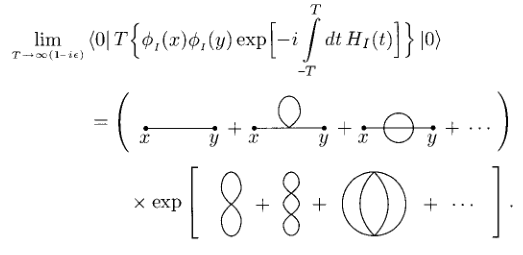 lim_{T→∞(1−iϵ)} ⟨0| T{ϕ_I(x)ϕ_I(y) exp[−i ∫_{−T}^{T} dt H_I(t)]} |0⟩
= ( x y + x y + x y + ⋯ )
× exp [ + + + ⋯ ] .